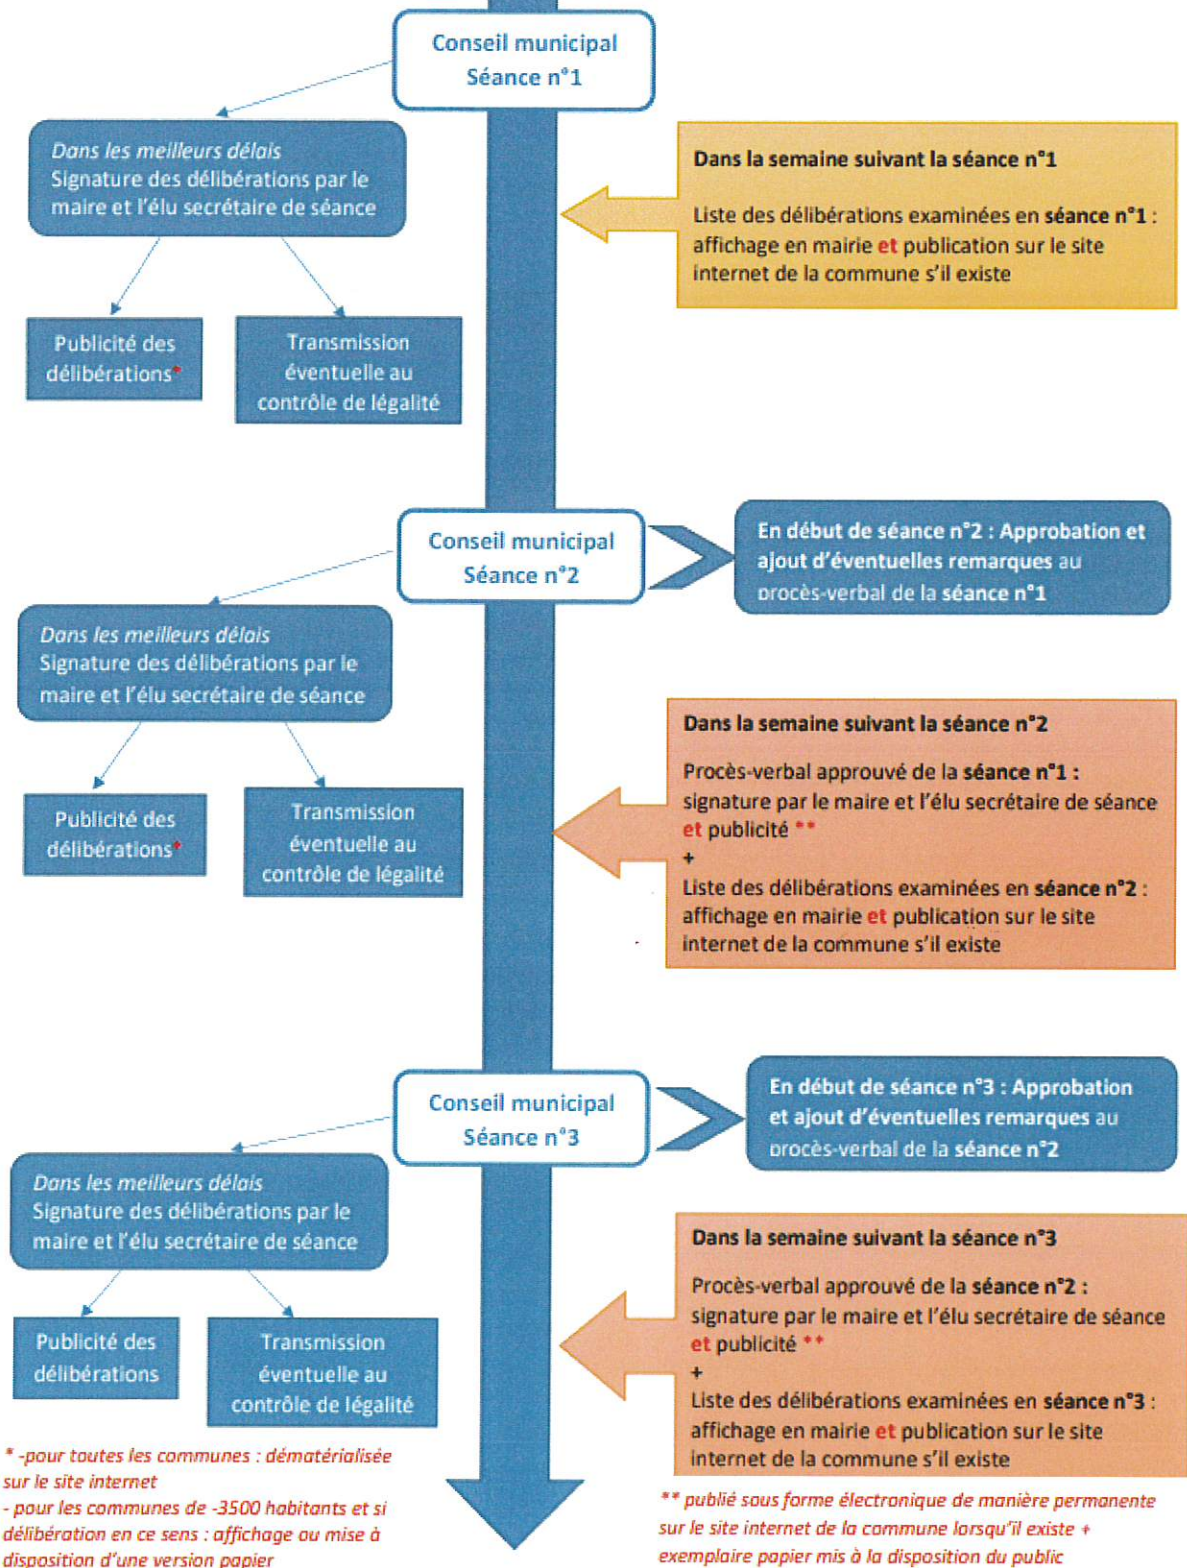 Conseil municipal
Séance n°1
Dans les meilleurs délais
Signature des délibérations par le
maire et l'élu secrétaire de séance
Publicité des
délibérations*
Transmission
éventuelle au
contrôle de légalité
Dans la semaine suivant la séance n°1
Liste des délibérations examinées en séance n°1 :
affichage en mairie et publication sur le site
internet de la commune s'il existe
Conseil municipal
Séance n°2
En début de séance n°2 : Approbation et
ajout d'éventuelles remarques au
procès-verbal de la séance n°1
Dans les meilleurs délais
Signature des délibérations par le
maire et l'élu secrétaire de séance
Publicité des
délibérations*
Transmission
éventuelle au
contrôle de légalité
Dans la semaine suivant la séance n°2
Procès-verbal approuvé de la séance n°1 :
signature par le maire et l'élu secrétaire de séance
et publicité **
+
Liste des délibérations examinées en séance n°2 :
affichage en mairie et publication sur le site
internet de la commune s'il existe
Conseil municipal
Séance n°3
En début de séance n°3 : Approbation
et ajout d'éventuelles remarques au
procès-verbal de la séance n°2
Dans les meilleurs délais
Signature des délibérations par le
maire et l'élu secrétaire de séance
Publicité des
délibérations
Transmission
éventuelle au
contrôle de légalité
Dans la semaine suivant la séance n°3
Procès-verbal approuvé de la séance n°2 :
signature par le maire et l'élu secrétaire de séance
et publicité **
+
Liste des délibérations examinées en séance n°3 :
affichage en mairie et publication sur le site
internet de la commune s'il existe
* -pour toutes les communes : dématérialisée
sur le site internet
- pour les communes de -3500 habitants et si
délibération en ce sens : affichage ou mise à
disposition d'une version papier
** publié sous forme électronique de manière permanente
sur le site internet de la commune lorsqu'il existe +
exemplaire papier mis à la disposition du public